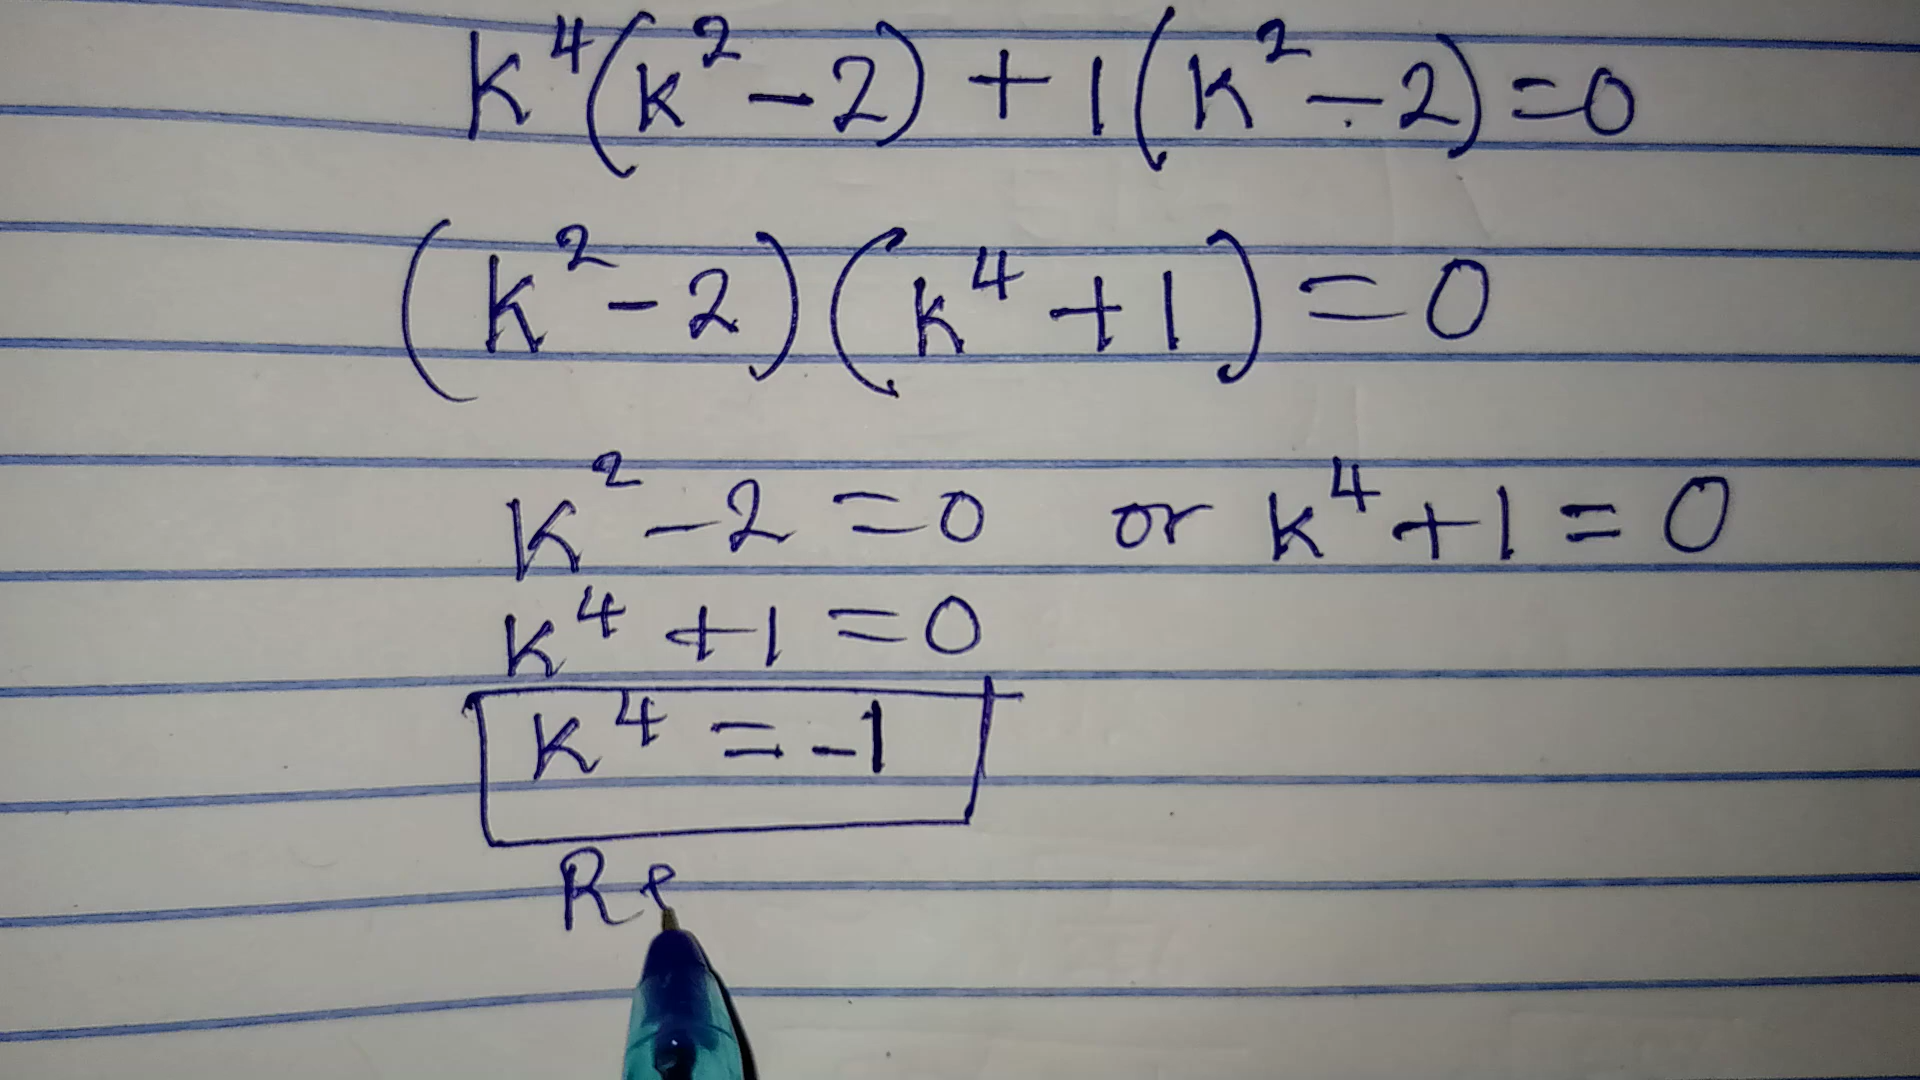 K⁴(K²-2)+1(K²-2)=0
(K²-2)(K⁴+1)=0
K²-2=0 or K⁴+1=0
K⁴+1=0
K⁴=-1
Re